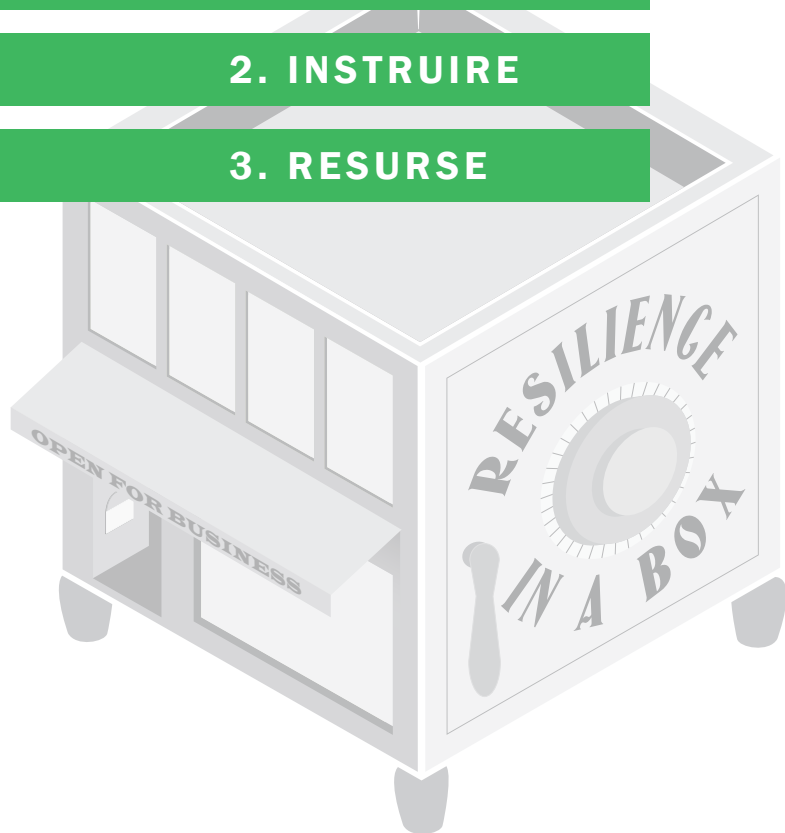 2. INSTRUIRE
3. RESURSE
RESILIENCE
IN A BOX
OPEN FOR BUSINESS